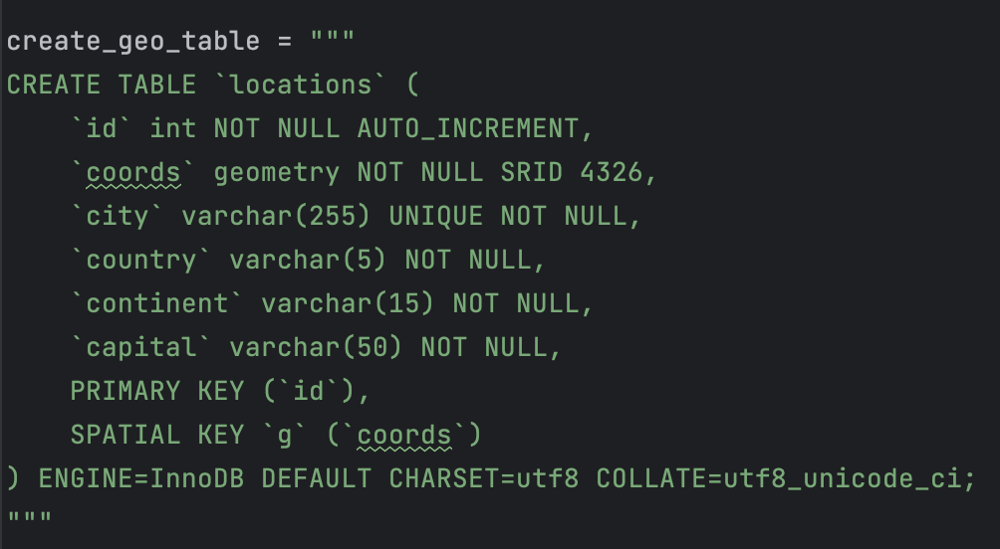 create_geo_table = """
CREATE TABLE `locations` (
    `id` int NOT NULL AUTO_INCREMENT,
    `coords` geometry NOT NULL SRID 4326,
    `city` varchar(255) UNIQUE NOT NULL,
    `country` varchar(5) NOT NULL,
    `continent` varchar(15) NOT NULL,
    `capital` varchar(50) NOT NULL,
    PRIMARY KEY (`id`),
    SPATIAL KEY `g` (`coords`)
) ENGINE=InnoDB DEFAULT CHARSET=utf8 COLLATE=utf8_unicode_ci;
"""